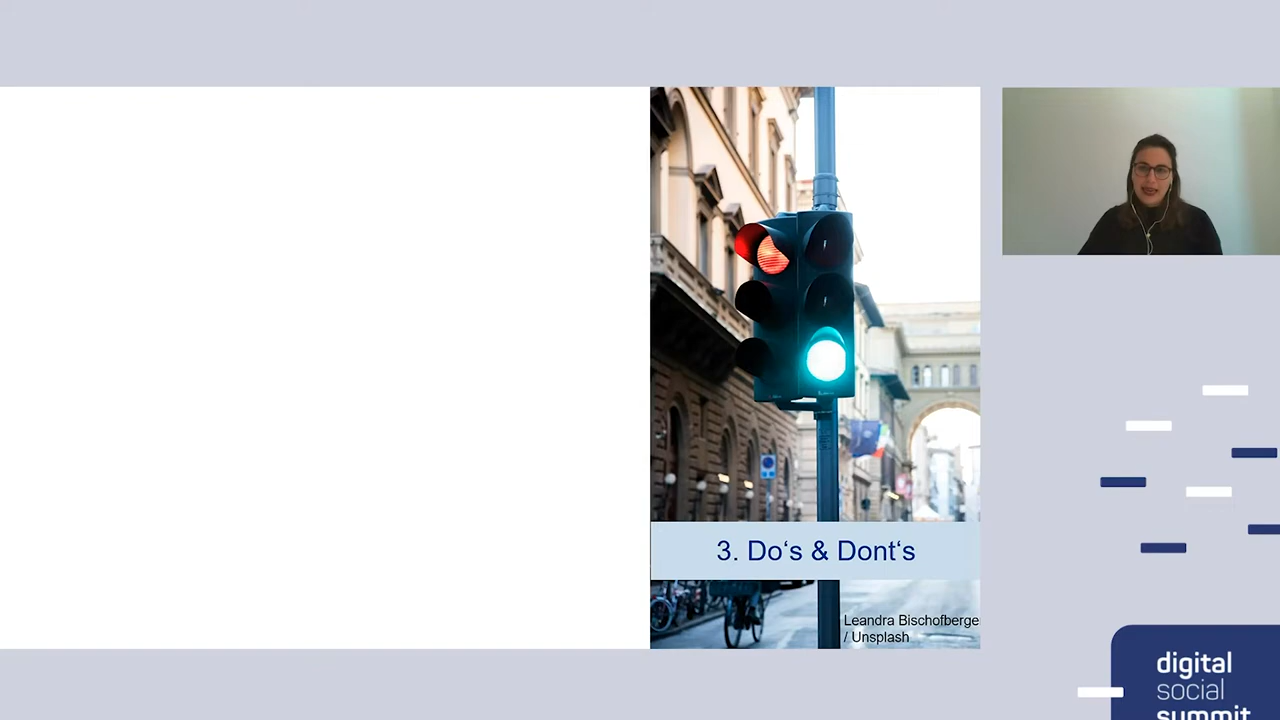 3. Do‘s & Dont‘s
Leandra Bischofberge
/ Unsplash
digital
social
summit